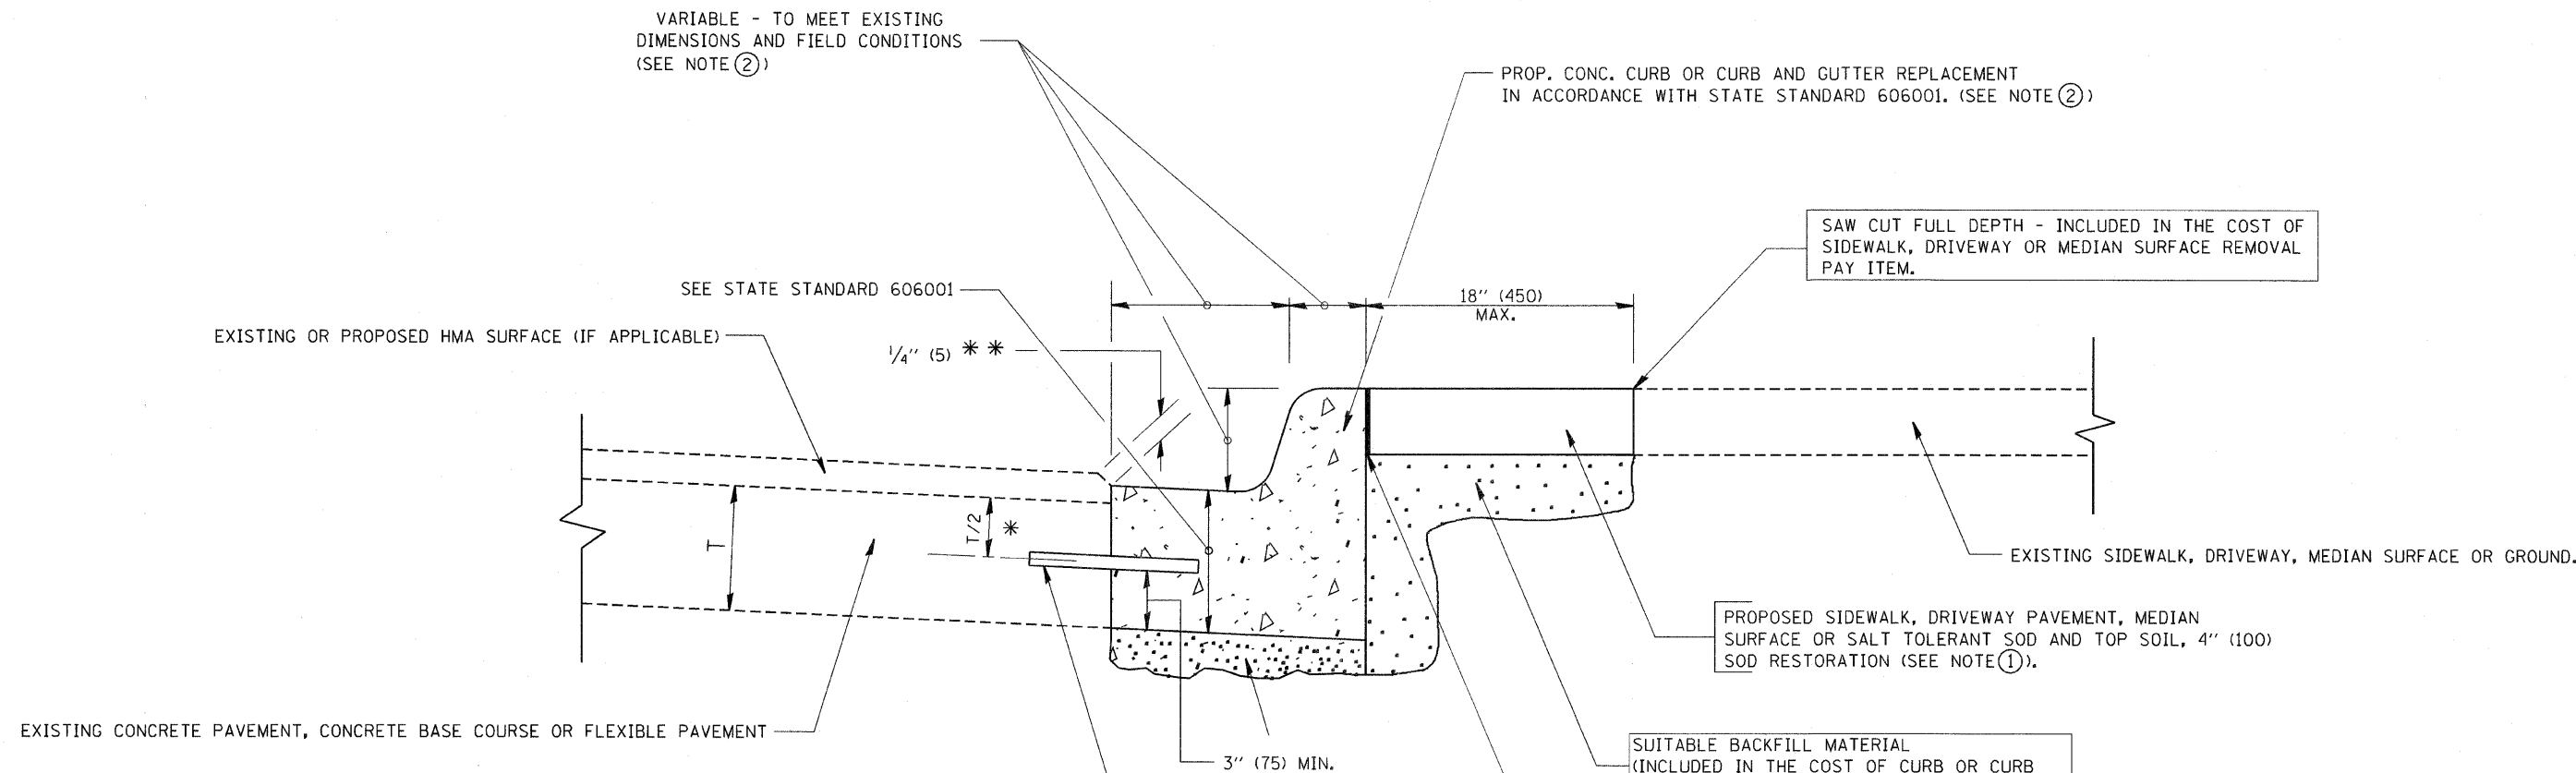 VARIABLE - TO MEET EXISTING
DIMENSIONS AND FIELD CONDITIONS
(SEE NOTE ②)
PROP. CONC. CURB OR CURB AND GUTTER REPLACEMENT
IN ACCORDANCE WITH STATE STANDARD 606001. (SEE NOTE ②)
SAW CUT FULL DEPTH - INCLUDED IN THE COST OF
SIDEWALK, DRIVEWAY OR MEDIAN SURFACE REMOVAL
PAY ITEM.
SEE STATE STANDARD 606001
18" (450)
MAX.
EXISTING OR PROPOSED HMA SURFACE (IF APPLICABLE)
1/4" (5) * *
T
T/2 *
EXISTING SIDEWALK, DRIVEWAY, MEDIAN SURFACE OR GROUND.
PROPOSED SIDEWALK, DRIVEWAY PAVEMENT, MEDIAN
SURFACE OR SALT TOLERANT SOD AND TOP SOIL, 4" (100)
SOD RESTORATION (SEE NOTE ①).
EXISTING CONCRETE PAVEMENT, CONCRETE BASE COURSE OR FLEXIBLE PAVEMENT
3" (75) MIN.
SUITABLE BACKFILL MATERIAL
(INCLUDED IN THE COST OF CURB OR CURB